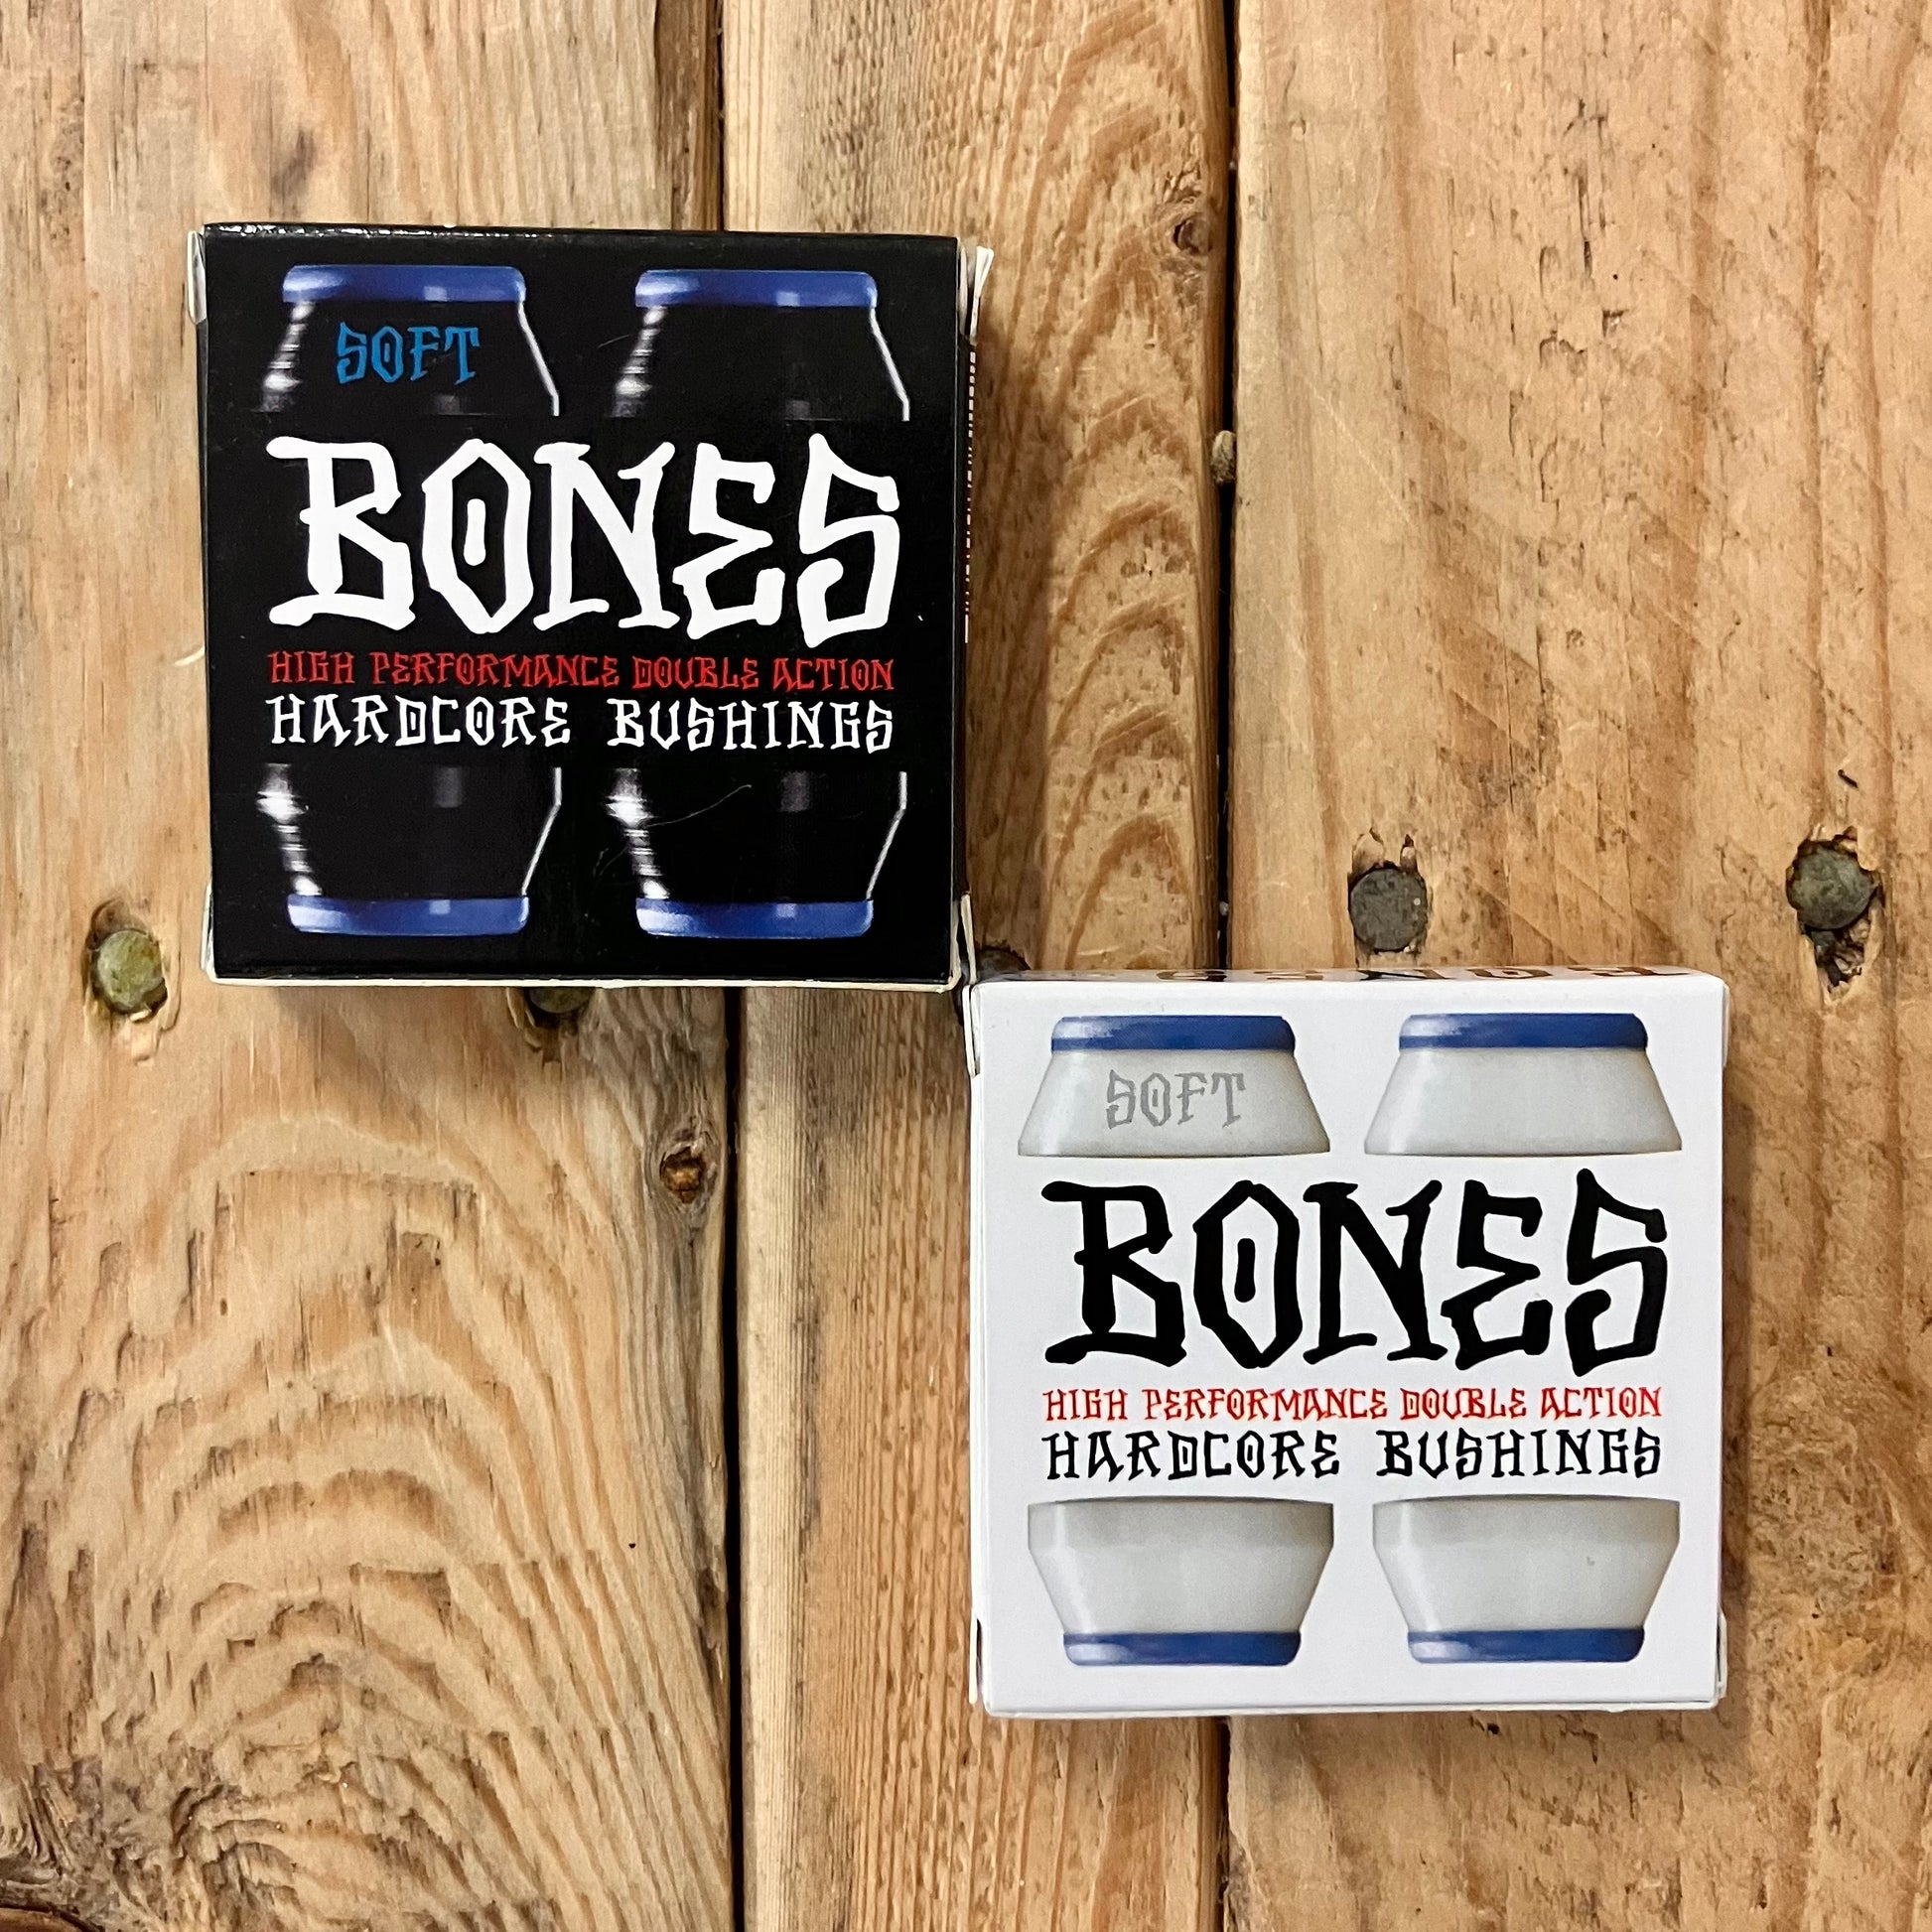 SOFT
BONES
HIGH PERFORMANCE DOUBLE ACTION
HARDCORE BUSHINGS
SOFT
BONES
HIGH PERFORMANCE DOUBLE ACTION
HARDCORE BUSHINGS